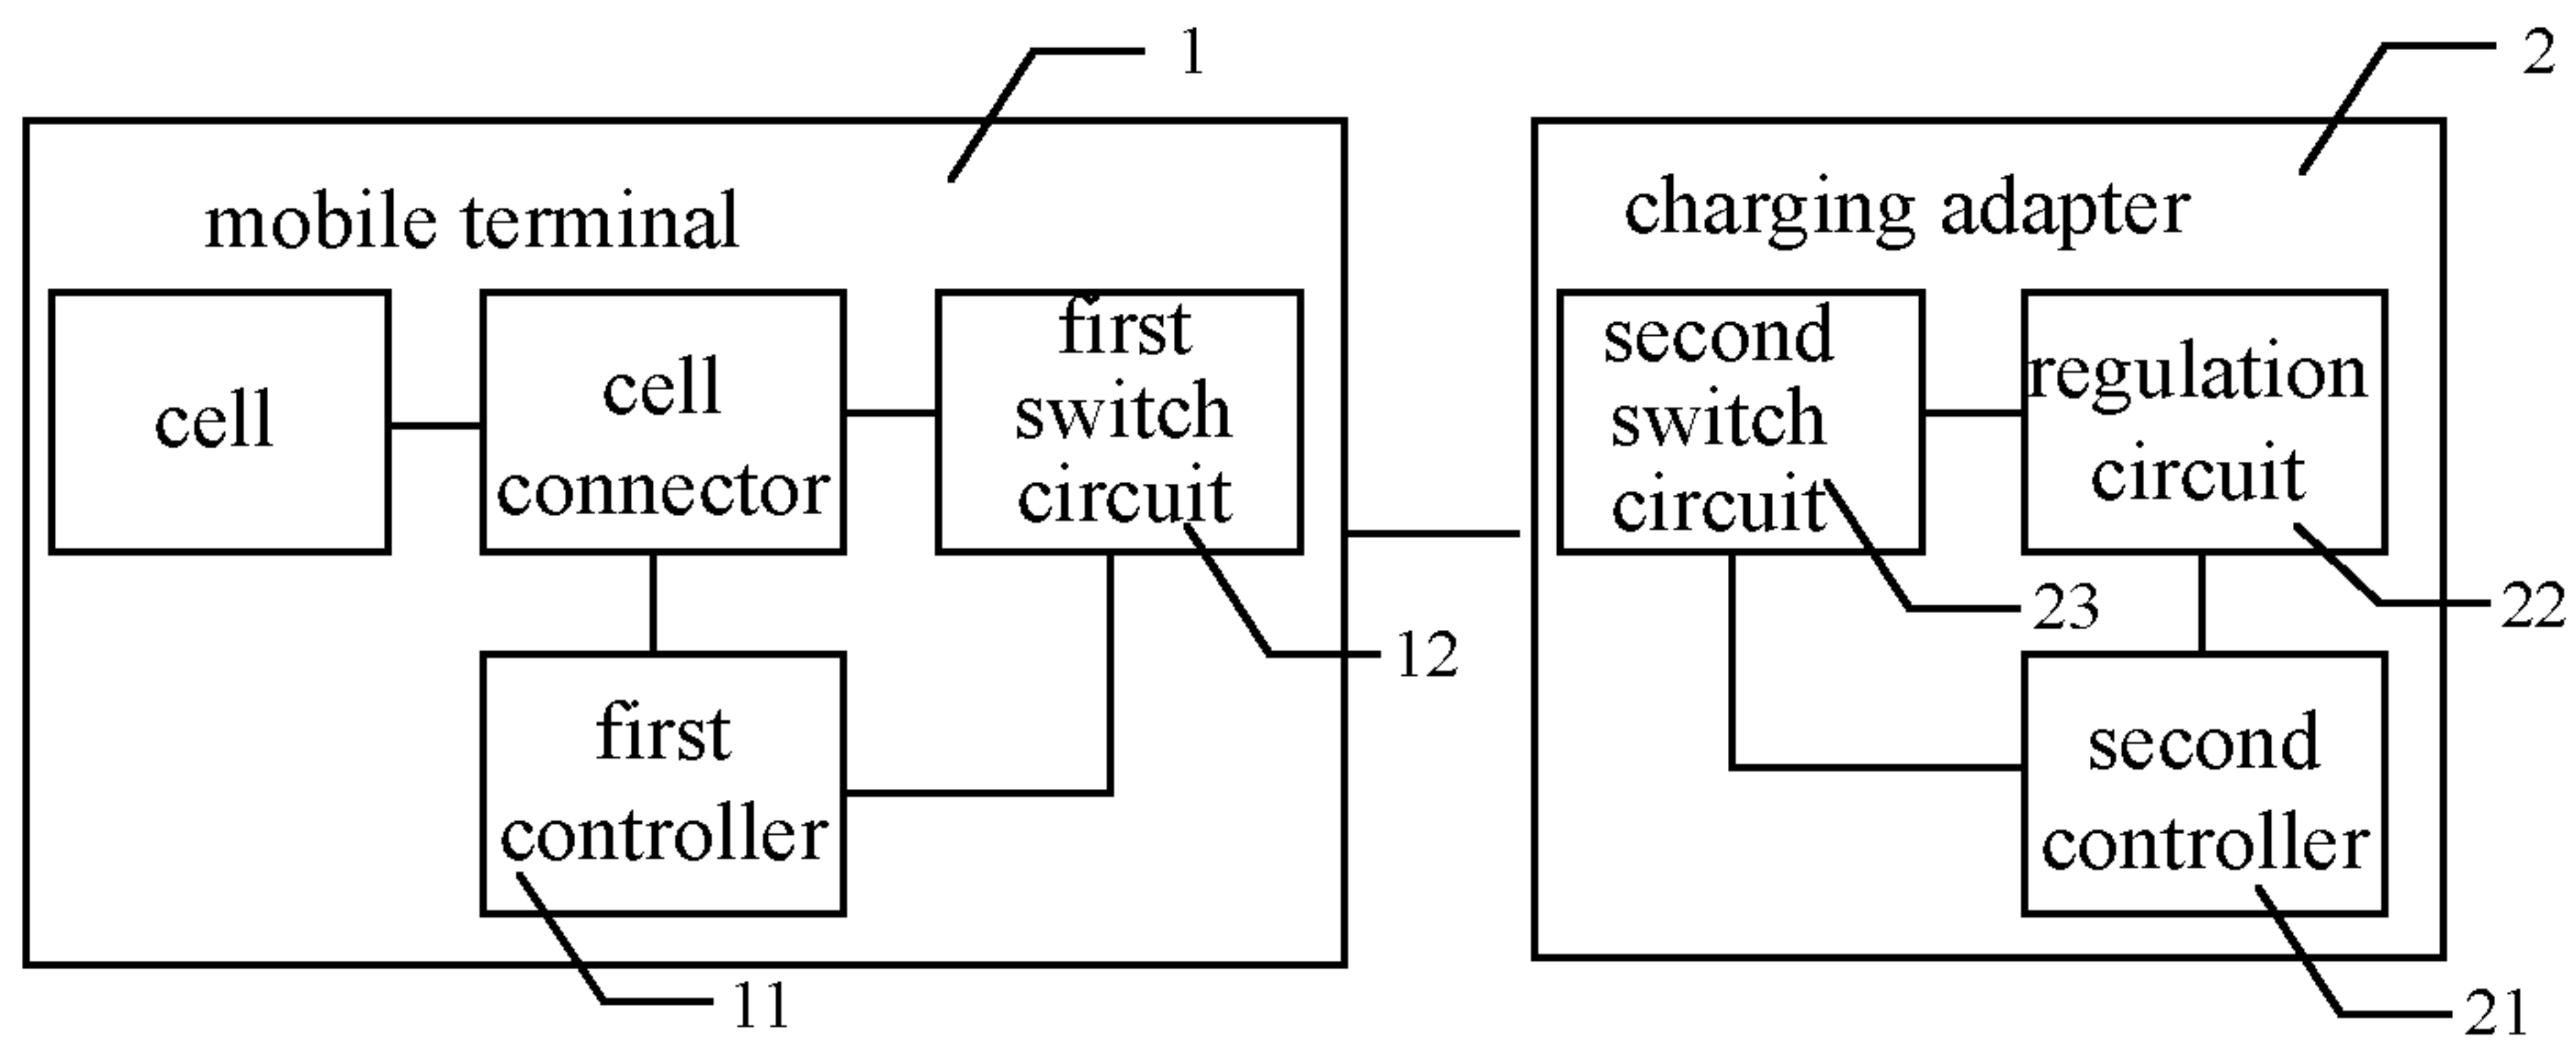 1
2
mobile terminal
charging adapter
cell
cell
connector
first
switch
circuit
second
switch
circuit
regulation
circuit
23
22
12
first
controller
second
controller
11
21